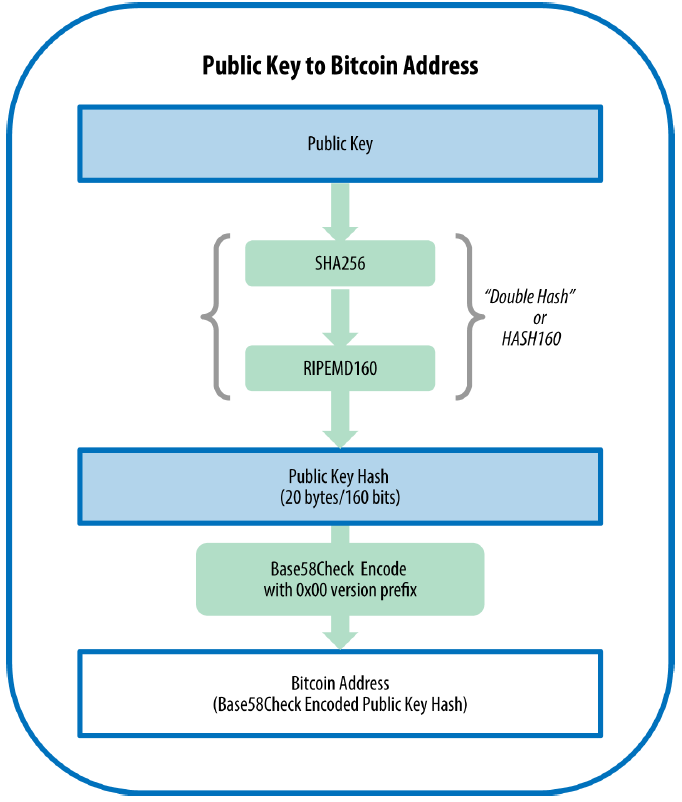 Public Key to Bitcoin Address
Public Key
SHA256
“Double Hash”
or
HASH160
RIPEMD160
Public Key Hash
(20 bytes/160 bits)
Base58Check Encode
with 0x00 version prefix
Bitcoin Address
(Base58Check Encoded Public Key Hash)